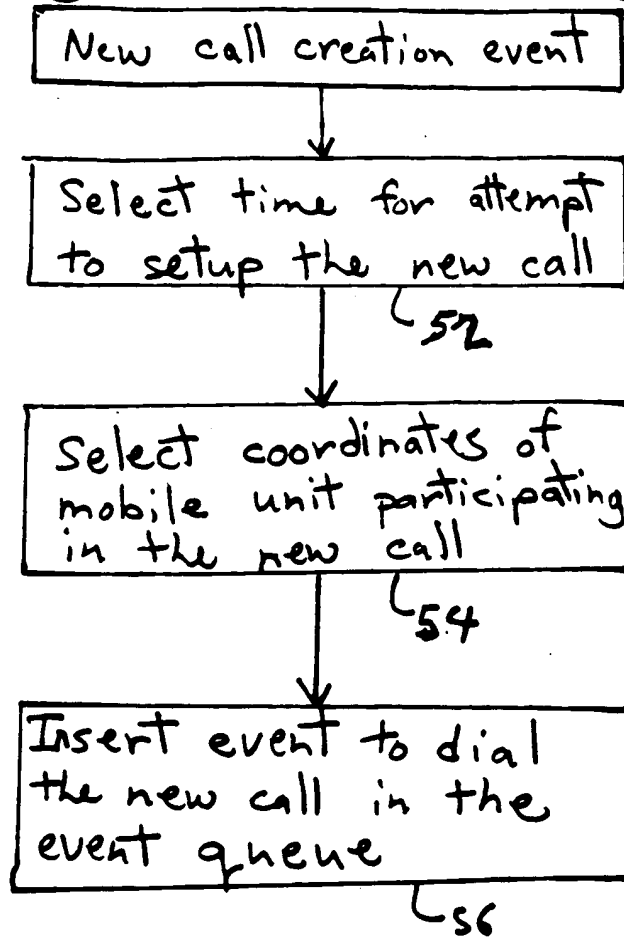 New call creation event
Select time for attempt
to setup the new call
52
Select coordinates of
mobile unit participating
in the new call
54
Insert event to dial
the new call in the
event queue
56